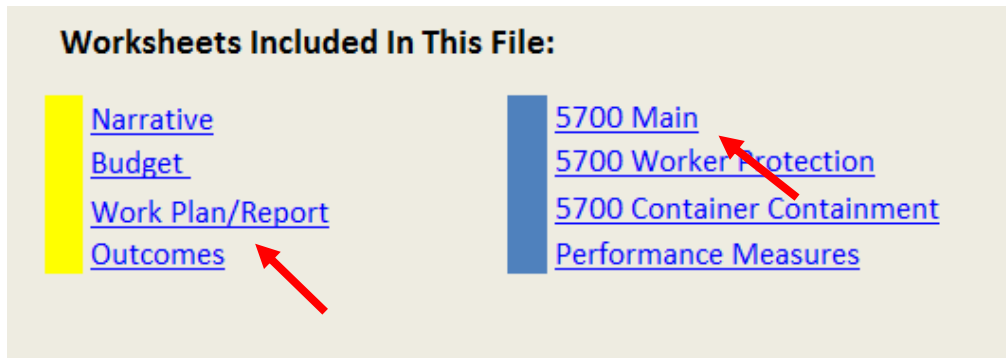 Worksheets Included In This File:
Narrative
Budget
Work Plan/Report
Outcomes
5700 Main
5700 Worker Protection
5700 Container Containment
Performance Measures